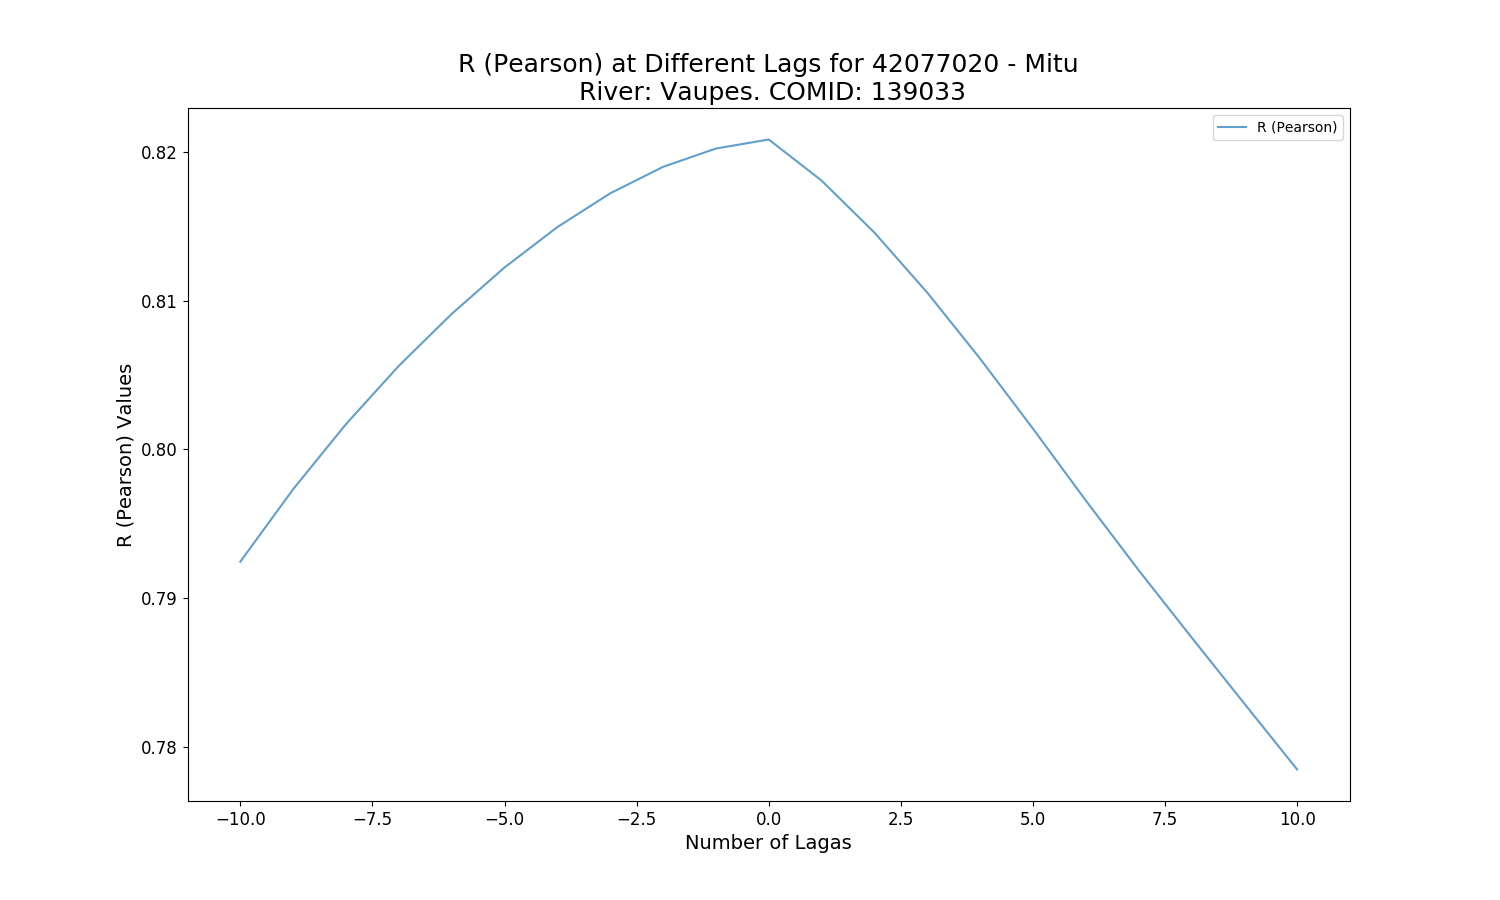 R (Pearson) at Different Lags for 42077020 - Mitu
River: Vaupes. COMID: 139033
R (Pearson)
0.82
0.81
0.80
0.79
0.78
R (Pearson) Values
−10.0 −7.5 −5.0 −2.5 0.0 2.5 5.0 7.5 10.0
Number of Lagas